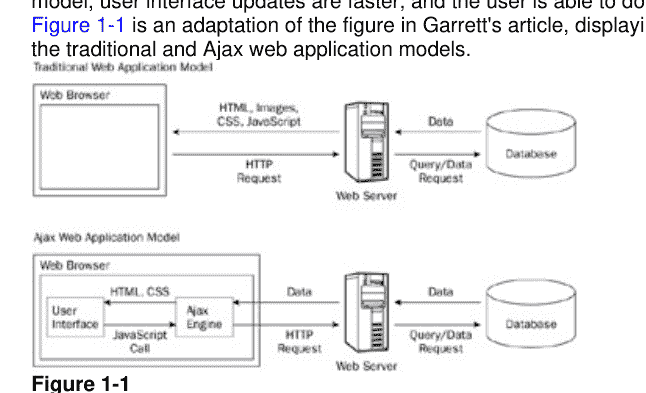 model, user interface updates are faster, and the user is able to do
Figure 1-1 is an adaptation of the figure in Garrett's article, displayi
the traditional and Ajax web application models.
Traditional Web Application Model
Web Browser
HTML, Images,
CSS, JavaScript
Data
HTTP
Request
Query/Data
Request
Database
Web Server
Ajax Web Application Model
Web Browser
HTML, CSS
Data
Data
User
Interface
Ajax
Engine
JavaScript
Call
HTTP
Request
Query/Data
Request
Database
Web Server
Figure 1-1